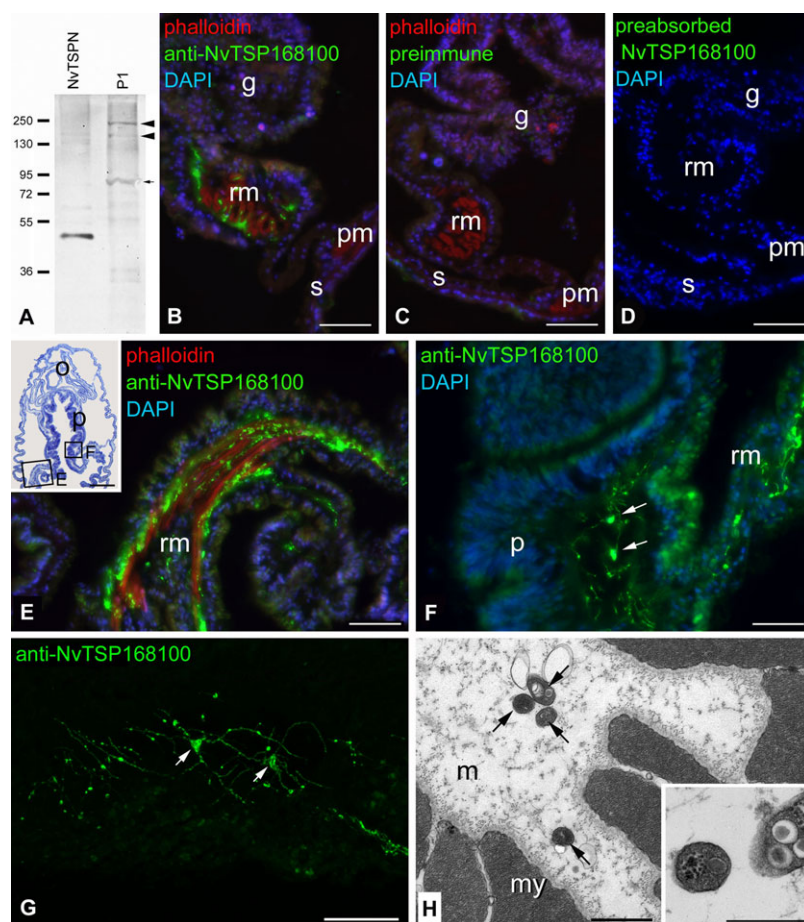 NvTSPN
P1
250
130
95
72
55
36
A
phalloidin
anti-NvTSP168100
DAPI
g
rm
pm
s
B
phalloidin
preimmune
DAPI
g
rm
s
pm
C
preabsorbed
NvTSP168100
DAPI
g
rm
pm
s
D
o
p
F
E
phalloidin
anti-NvTSP168100
DAPI
rm
E
anti-NvTSP168100
DAPI
rm
p
F
anti-NvTSP168100
G
m
my
H